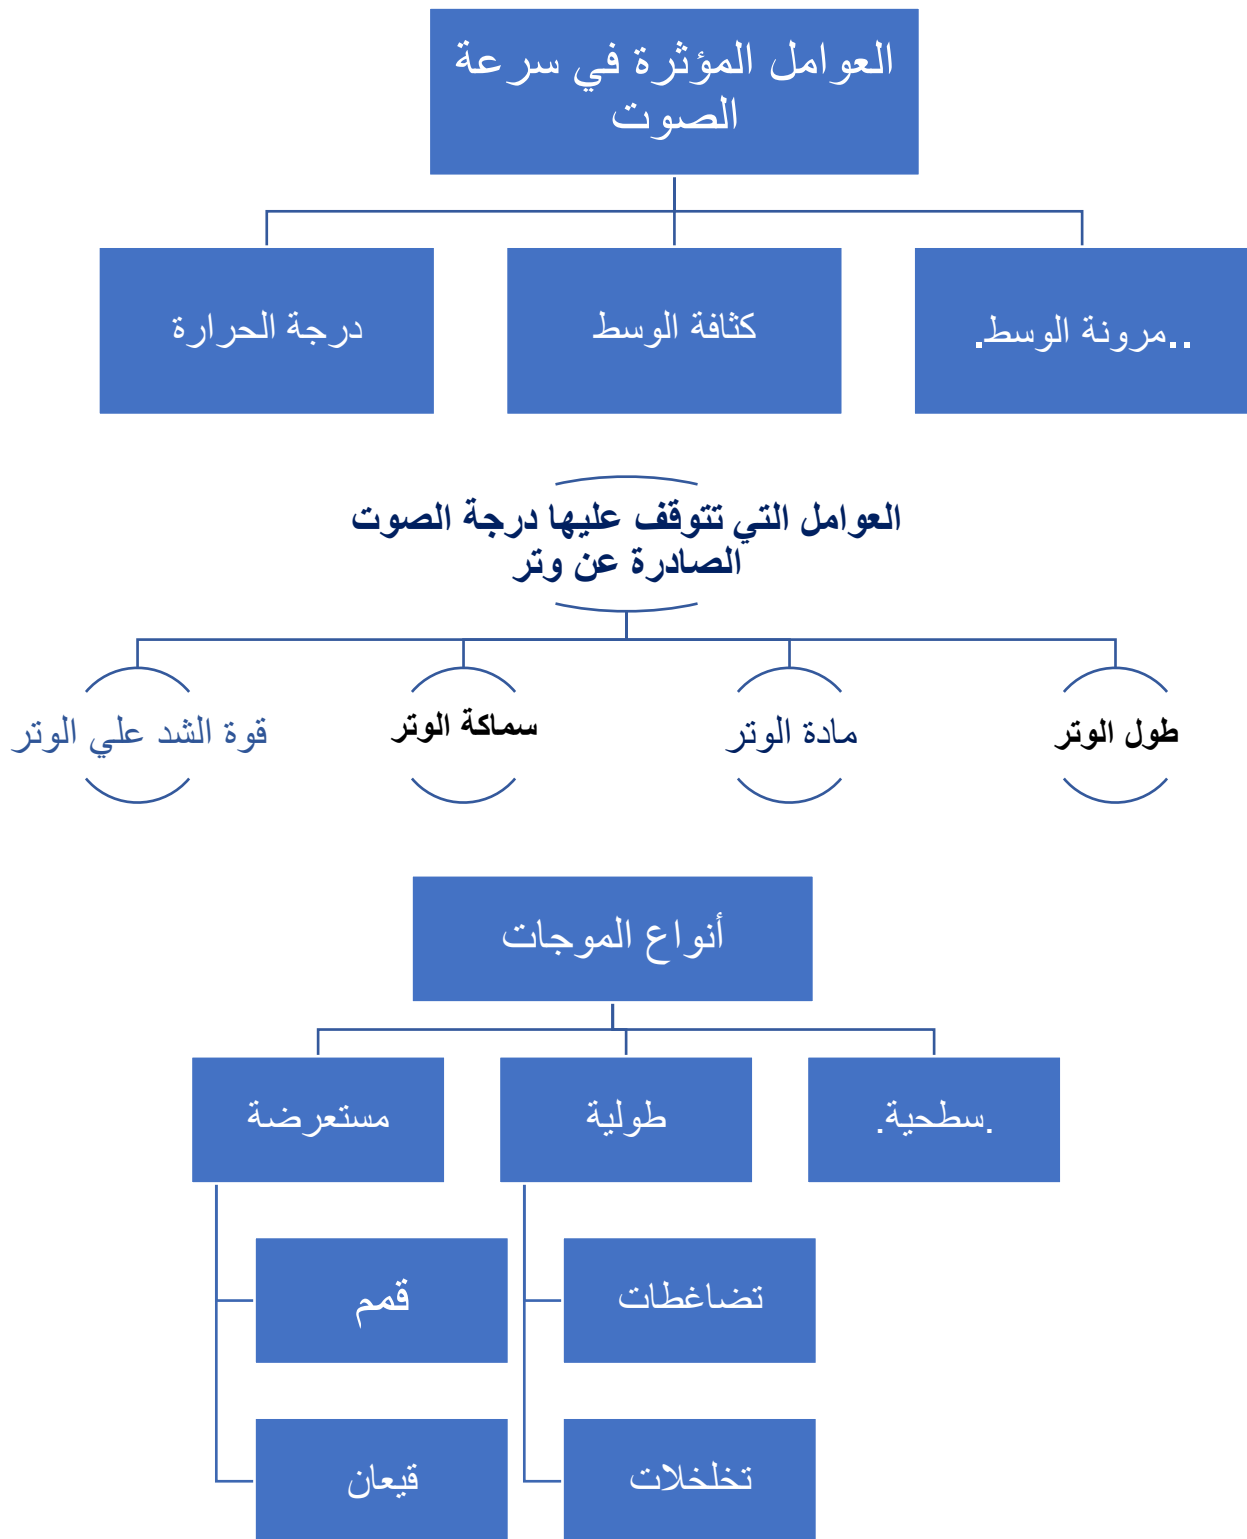 العوامل المؤثرة في سرعة
الصوت
..مرونة الوسط.
كثافة الوسط
درجة الحرارة
العوامل التي تتوقف عليها درجة الصوت
الصادرة عن وتر
طول الوتر
مادة الوتر
سماكة الوتر
قوة الشد علي الوتر
أنواع الموجات
.سطحية.
طولية
مستعرضة
تضاغطات
قمم
تخلخلات
قيعان